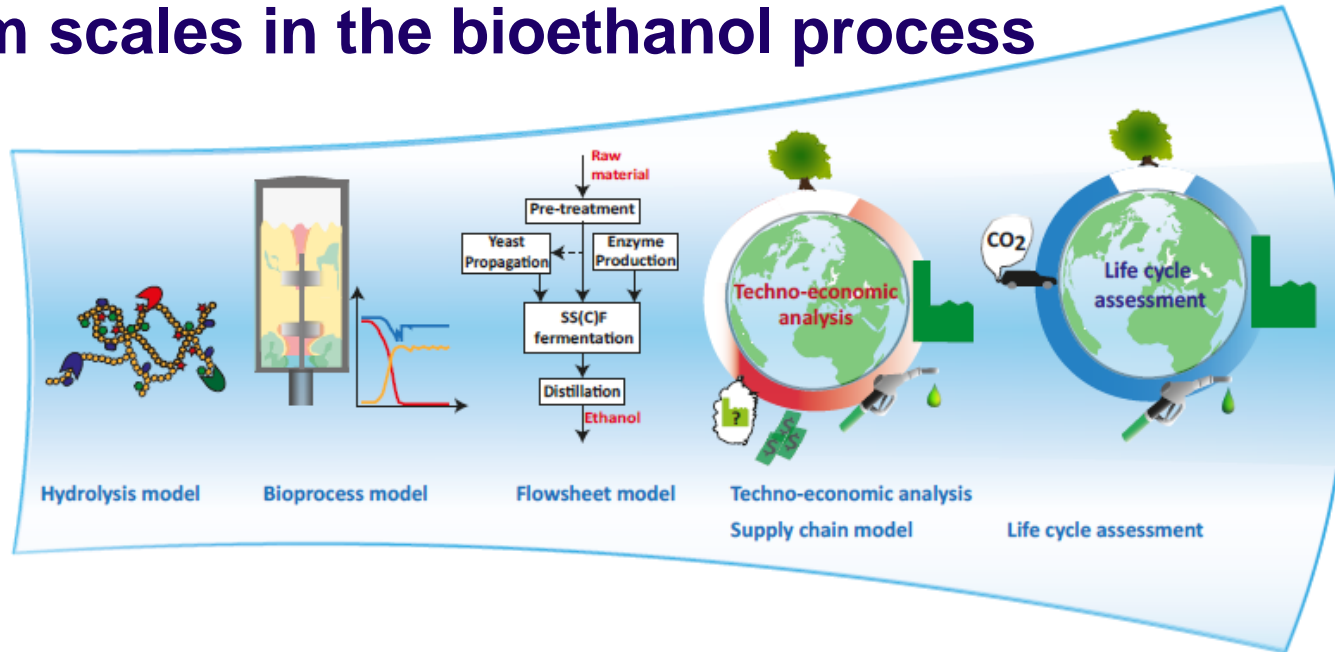 m scales in the bioethanol process
Raw
material
Pre-treatment
Yeast
Propagation
Enzyme
Production
SS(C)F
fermentation
Distillation
Ethanol
Techno-economic
analysis
?
$
$
CO2
Life cycle
assessment
Hydrolysis model
Bioprocess model
Flowsheet model
Techno-economic analysis
Supply chain model
Life cycle assessment